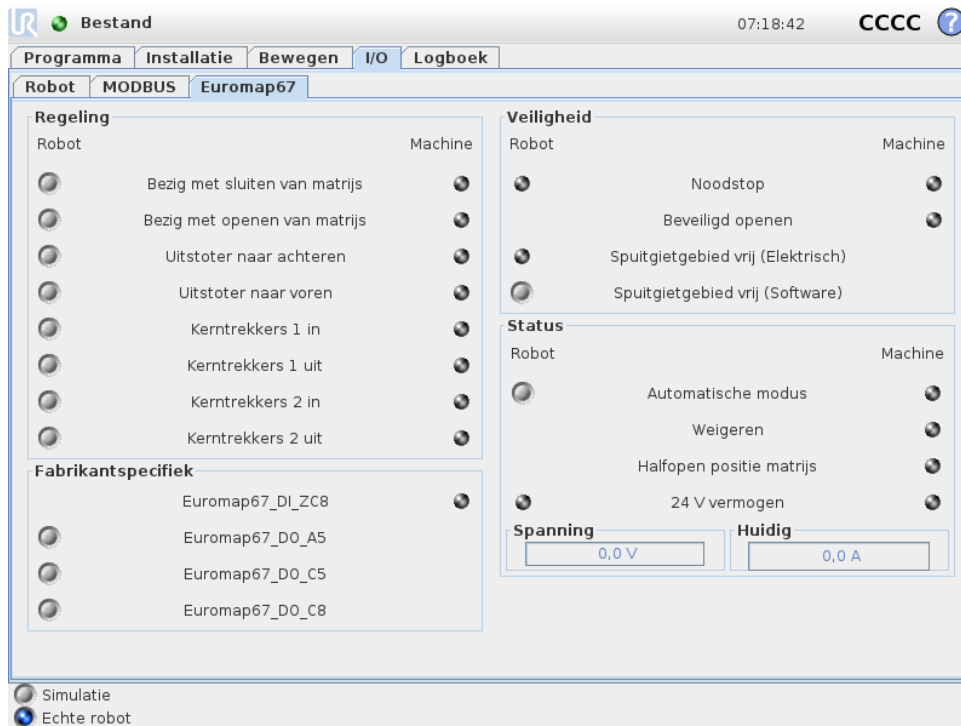 UR Bestand 07:18:42 CCCC ?
Programma Installatie Bewegen I/O Logboek
Robot MODBUS Euromap67
Regeling
Robot Machine
Bezig met sluiten van matrijs
Bezig met openen van matrijs
Uitstoter naar achteren
Uitstoter naar voren
Kerntrekkers 1 in
Kerntrekkers 1 uit
Kerntrekkers 2 in
Kerntrekkers 2 uit
Fabrikantspecifiek
Euromap67_DI_ZC8
Euromap67_DO_A5
Euromap67_DO_C5
Euromap67_DO_C8
Veiligheid
Robot Machine
Noodstop
Beveiligd openen
Spuitgietgebied vrij (Elektrisch)
Spuitgietgebied vrij (Software)
Status
Robot Machine
Automatische modus
Weigeren
Halfopen positie matrijs
24 V vermogen
Spanning
0,0 V
Huidig
0,0 A
Simulatie
Echte robot